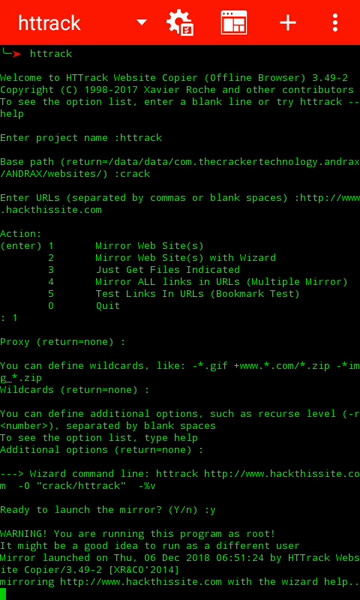 httrack
╰─➤ httrack
Welcome to HTTrack Website Copier (Offline Browser) 3.49-2
Copyright (C) 1998-2017 Xavier Roche and other contributors
To see the option list, enter a blank line or try httrack --
help
Enter project name :httrack
Base path (return=/data/data/com.thecrackertechnology.andrax
/ANDRAX/websites/) :crack
Enter URLs (separated by commas or blank spaces) :http://www
.hackthissite.com
Action:
(enter) 1 Mirror Web Site(s)
2 Mirror Web Site(s) with Wizard
3 Just Get Files Indicated
4 Mirror ALL links in URLs (Multiple Mirror)
5 Test Links In URLs (Bookmark Test)
0 Quit
: 1
Proxy (return=none) :
You can define wildcards, like: -*.gif +www.*.com/*.zip -*im
g_*.zip
Wildcards (return=none) :
You can define additional options, such as recurse level (-r
<number>), separated by blank spaces
To see the option list, type help
Additional options (return=none) :
---> Wizard command line: httrack http://www.hackthissite.co
m -O "crack/httrack" -%v
Ready to launch the mirror? (Y/n) :y
WARNING! You are running this program as root!
It might be a good idea to run as a different user
Mirror launched on Thu, 06 Dec 2018 06:51:24 by HTTrack Webs
ite Copier/3.49-2 [XR&CO'2014]
mirroring http://www.hackthissite.com with the wizard help..